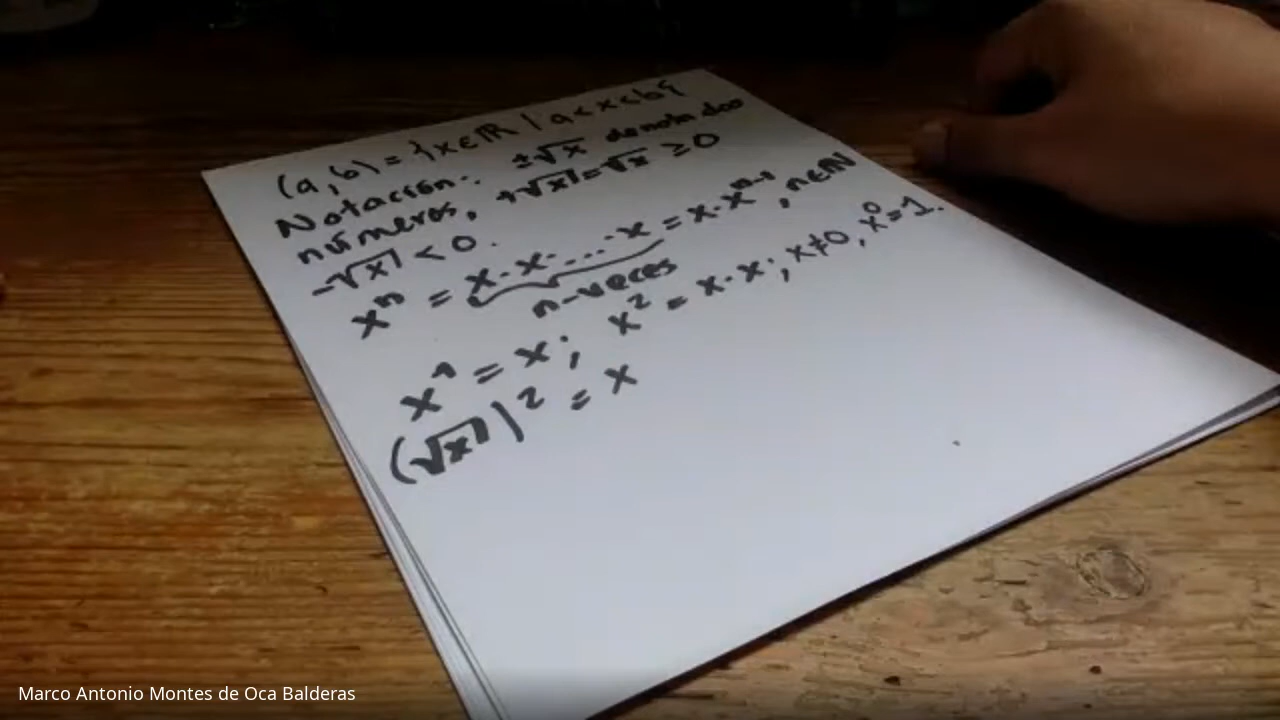 (a,b) = {x∈ℝ | a<x<b}
Notación: ±√x denota dos
números, +√x = √x ≥ 0
-√x < 0.
xⁿ = x·x·...·x = x·xⁿ⁻¹, n∈ℕ
n-veces
x¹ = x; x² = x·x; x≠0, x⁰=1.
(√x)² = x
Marco Antonio Montes de Oca Balderas